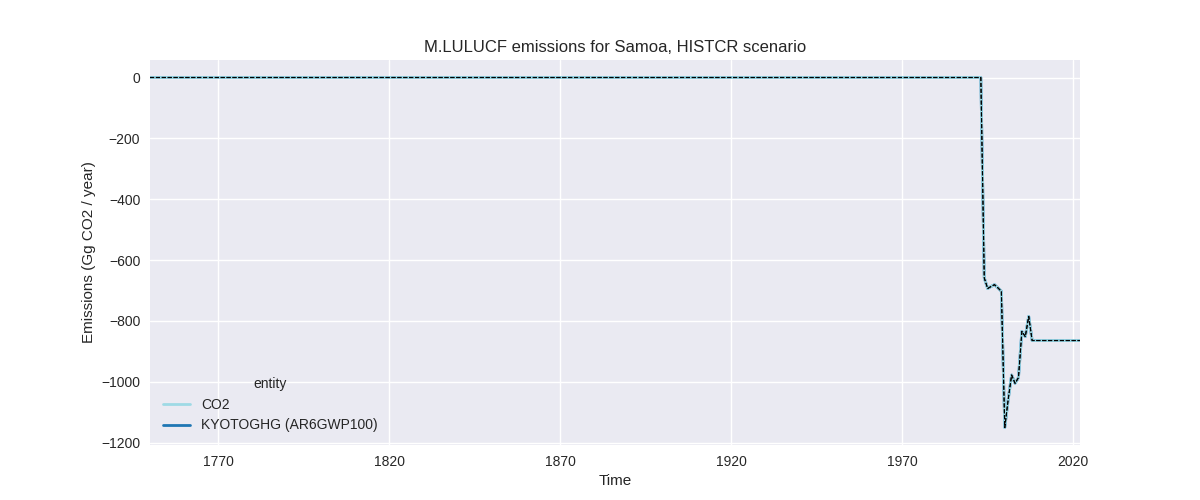 M.LULUCF emissions for Samoa, HISTCR scenario
Emissions (Gg CO2 / year)
0
−200
−400
−600
−800
−1000
−1200
entity
CO2
KYOTOGHG (AR6GWP100)
1770
1820
1870
1920
1970
2020
Time